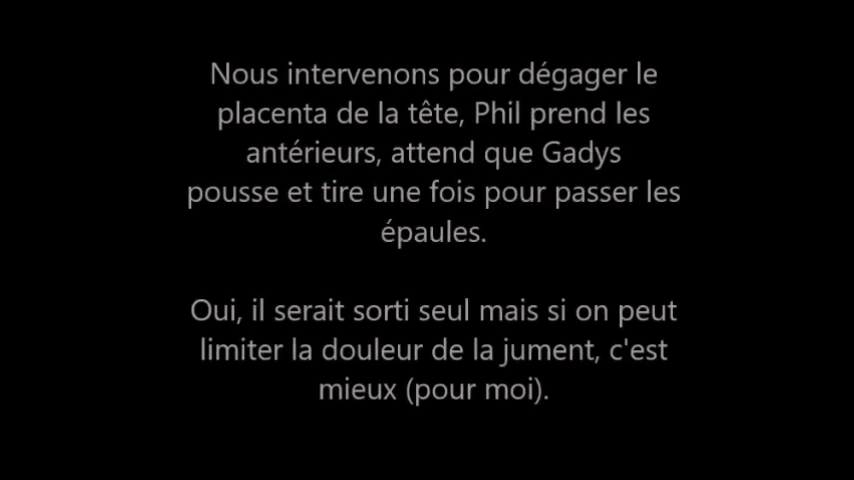 Nous intervenons pour dégager le
placenta de la tête, Phil prend les
antérieurs, attend que Gadys
pousse et tire une fois pour passer les
épaules.
Oui, il serait sorti seul mais si on peut
limiter la douleur de la jument, c'est
mieux (pour moi).